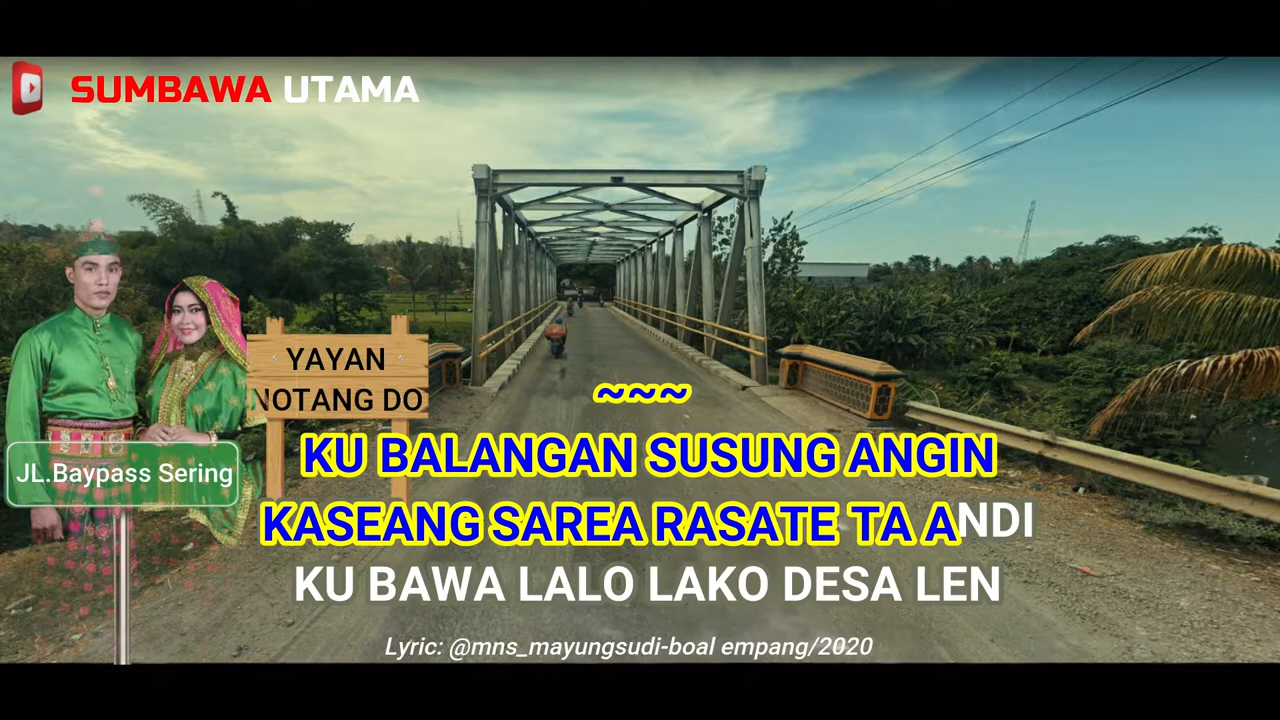 SUMBAWA UTAMA
YAYAN
NOTANG DO
JL.Baypass Sering
~~~
KU BALANGAN SUSUNG ANGIN
KASEANG SAREA RASATE TA ANDI
KU BAWA LALO LAKO DESA LEN
Lyric: @mns_mayungsudi-boal empang/2020